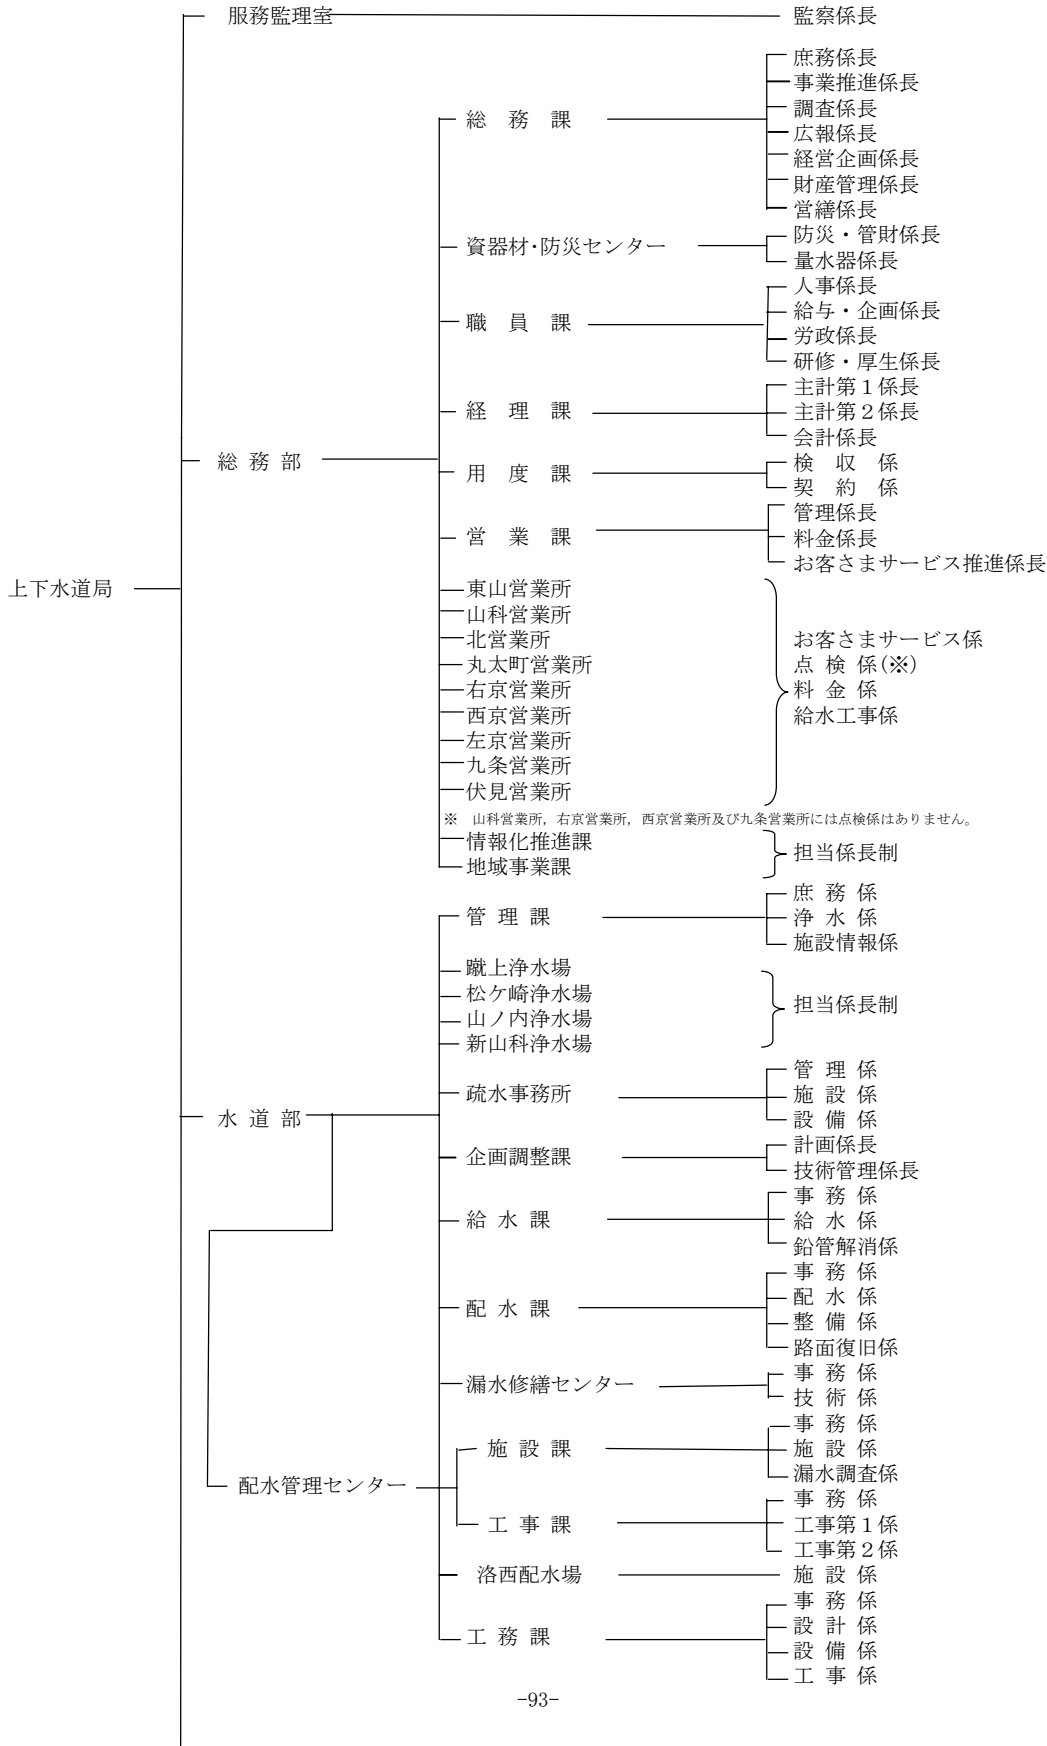 服務監理室 監察係長
庶務係長
事業推進係長
調査係長
総　務　課
広報係長
経営企画係長
財産管理係長
営繕係長
資器材・防災センター
防災・管財係長
量水器係長
人事係長
給与・企画係長
職　員　課
労政係長
研修・厚生係長
主計第１係長
経　理　課 主計第２係長
会計係長
総 務 部
検　収　係
用　度　課
契　約　係
管理係長
営　業　課 料金係長
お客さまサービス推進係長
上下水道局
東山営業所
山科営業所
北営業所 お客さまサービス係
丸太町営業所 点 検 係(※)
右京営業所 料 金 係
西京営業所 給水工事係
左京営業所
九条営業所
伏見営業所
※　山科営業所，右京営業所，西京営業所及び九条営業所には点検係はありません。
情報化推進課
担当係長制
地域事業課
庶 務 係
管 理 課 浄 水 係
施設情報係
蹴上浄水場
松ケ崎浄水場
担当係長制
山ノ内浄水場
新山科浄水場
管 理 係
疏水事務所 施 設 係
水 道 部 設 備 係
計画係長
企画調整課
技術管理係長
事 務 係
給 水 課 給 水 係
鉛管解消係
事 務 係
配 水 係
配 水 課
整 備 係
路面復旧係
事 務 係
漏水修繕センター
技 術 係
事 務 係
施 設 課 施 設 係
漏水調査係
配水管理センター
事 務 係
工 事 課 工事第１係
工事第２係
洛西配水場 施 設 係
事 務 係
設 計 係
工 務 課
設 備 係
工 事 係
-93-